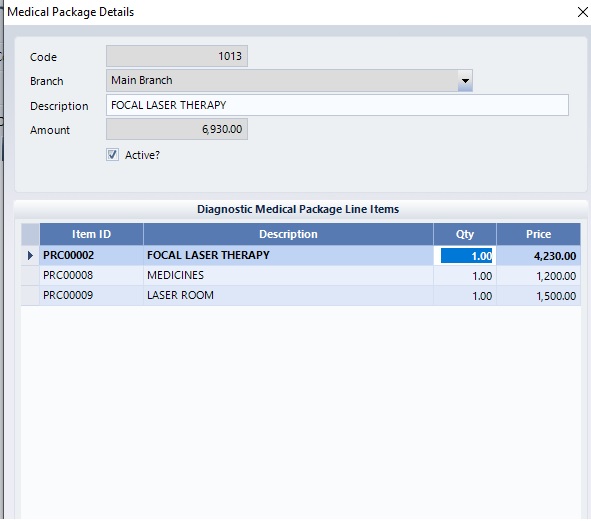 Medical Package Details
Code 1013
Branch Main Branch
Description FOCAL LASER THERAPY
Amount 6,930.00
Active?
Diagnostic Medical Package Line Items
Item ID Description Qty Price
PRC00002 FOCAL LASER THERAPY 1.00 4,230.00
PRC00008 MEDICINES 1.00 1,200.00
PRC00009 LASER ROOM 1.00 1,500.00